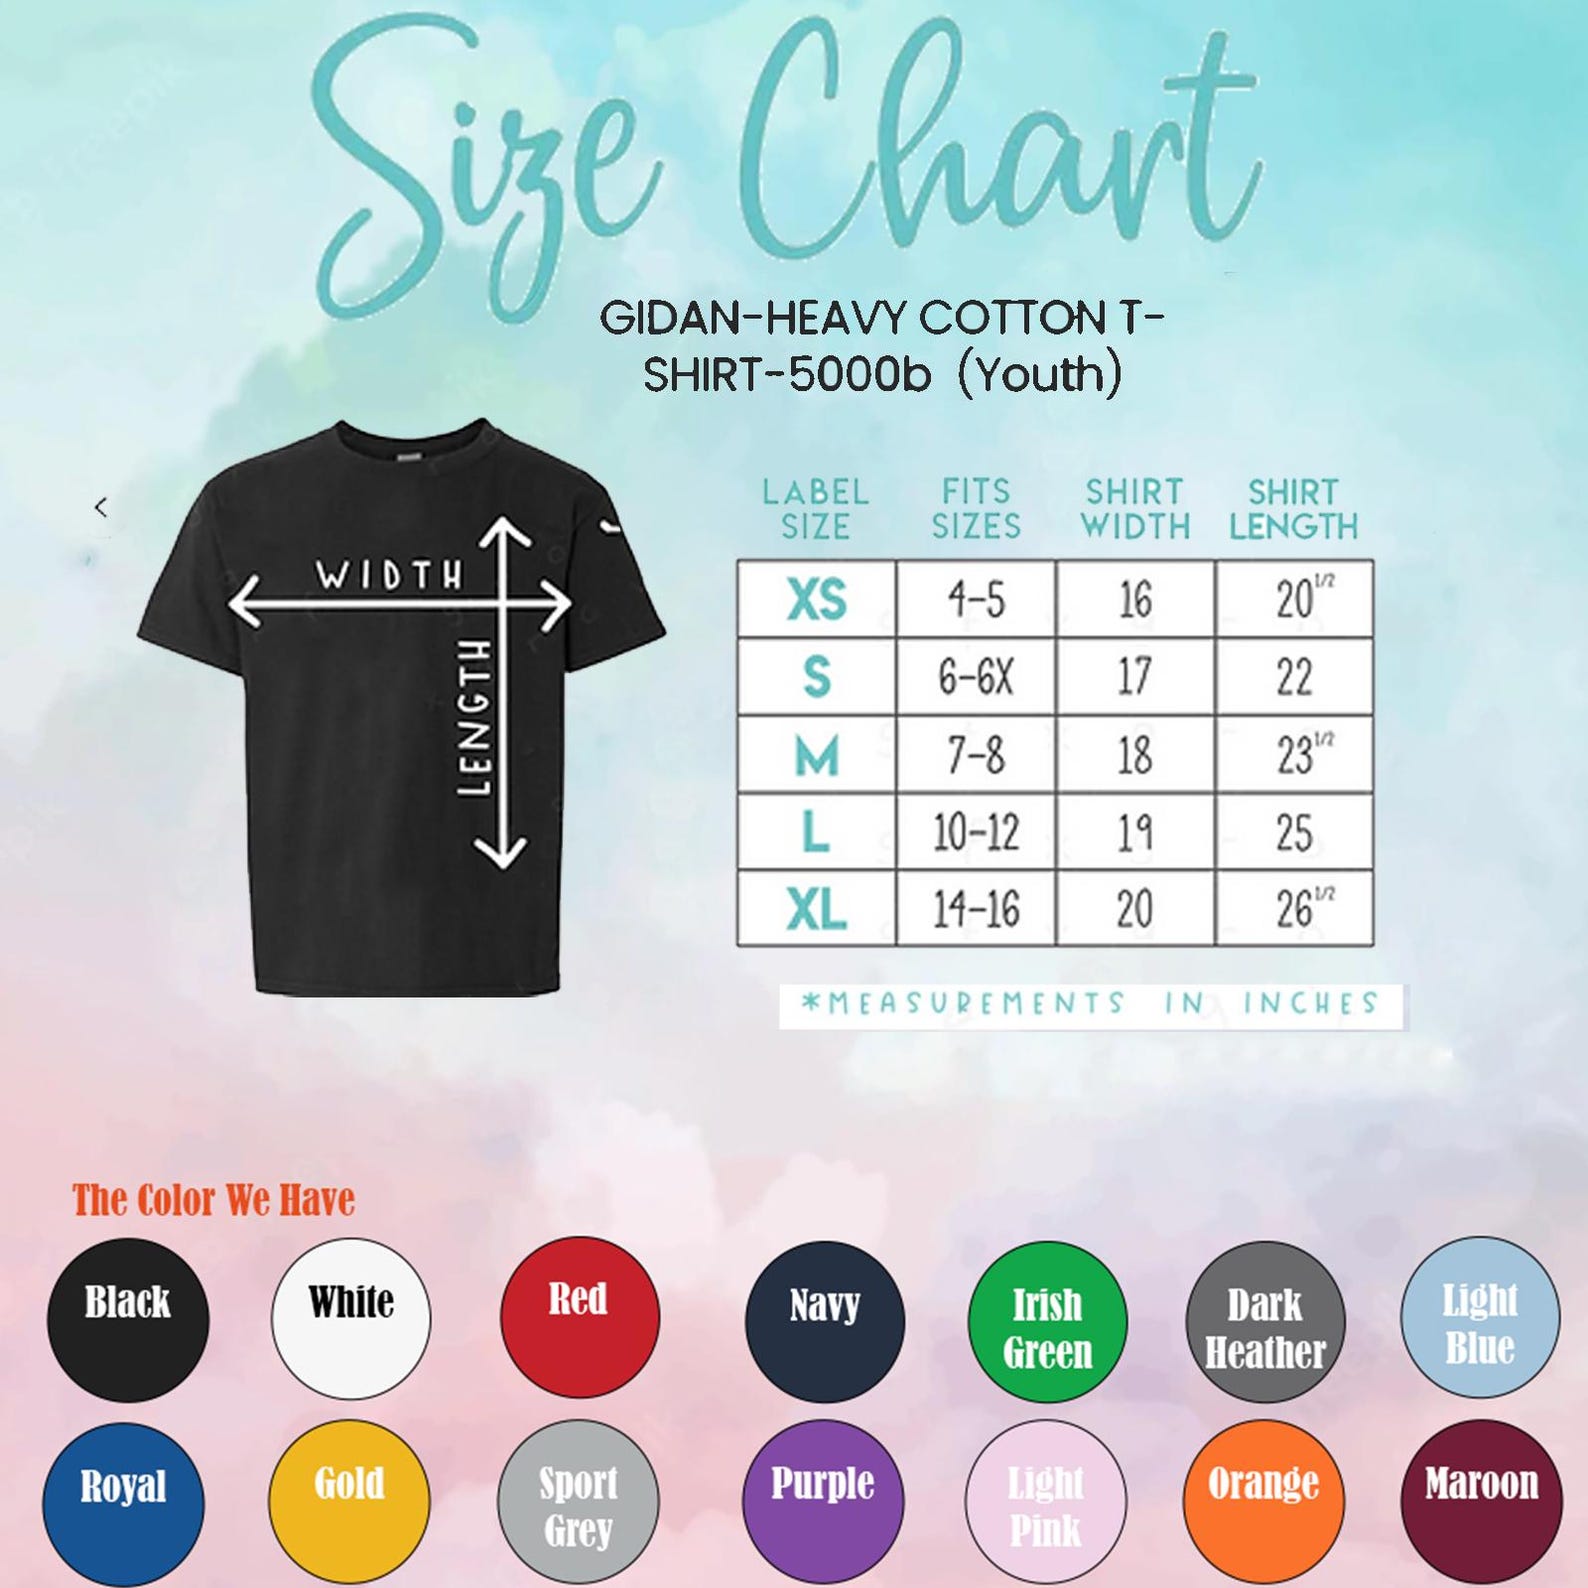 Size Chart
GIDAN-HEAVY COTTON T-
SHIRT-5000b (Youth)
WIDTH
LENGTH
LABEL SIZE FITS SIZES SHIRT WIDTH SHIRT LENGTH
XS 4-5 16 20 1/2
S 6-6X 17 22
M 7-8 18 23 1/2
L 10-12 19 25
XL 14-16 20 26 1/2
*MEASUREMENTS IN INCHES
The Color We Have
Black White Red Navy Irish Green Dark Heather Light Blue
Royal Gold Sport Grey Purple Light Pink Orange Maroon